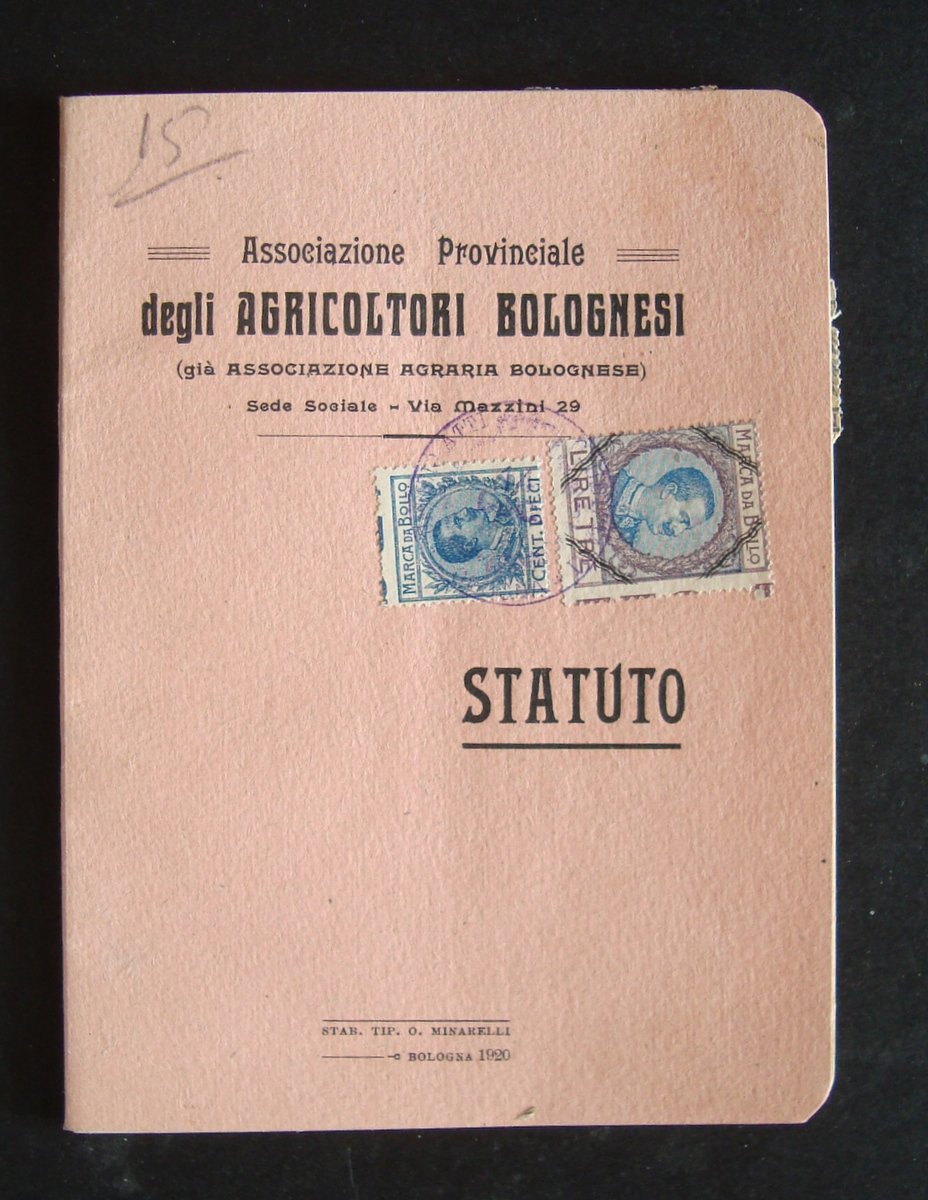 15
Associazione Provinciale
degli AGRICOLTORI BOLOGNESI
(già ASSOCIAZIONE AGRARIA BOLOGNESE)
Sede Sociale - Via Mazzini 29
ATTI
MARCA DA BOLLO
CENT. DIECI
LIRE TRE
MARCA DA BOLLO
STATUTO
STAB. TIP. O. MINARELLI
BOLOGNA 1920